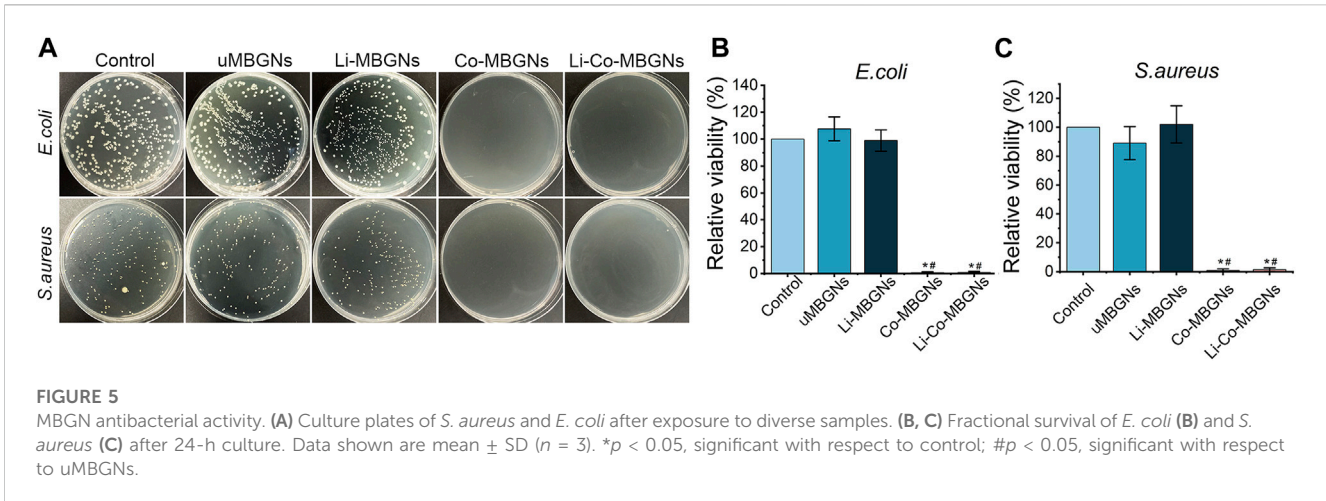 A
Control uMBGNs Li-MBGNs Co-MBGNs Li-Co-MBGNs
E.coli
S.aureus
B
E.coli
Relative viability (%)
140
120
100
80
60
40
20
0
*# *#
Control uMBGNs Li-MBGNs Co-MBGNs Li-Co-MBGNs
C
S.aureus
Relative viability (%)
120
100
80
60
40
20
0
*# *#
Control uMBGNs Li-MBGNs Co-MBGNs Li-Co-MBGNs
FIGURE 5
MBGN antibacterial activity. (A) Culture plates of S. aureus and E. coli after exposure to diverse samples. (B, C) Fractional survival of E. coli (B) and S.
aureus (C) after 24-h culture. Data shown are mean ± SD (n = 3). *p < 0.05, significant with respect to control; #p < 0.05, significant with respect
to uMBGNs.